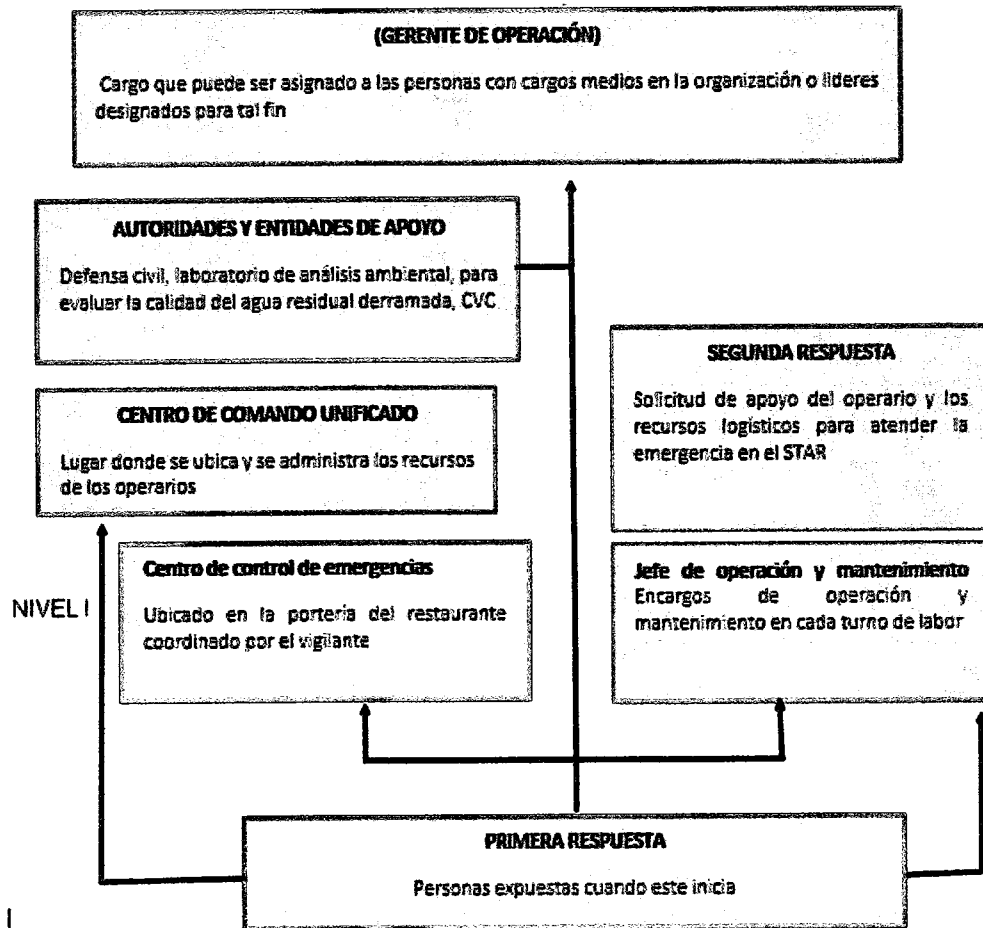 (GERENTE DE OPERACIÓN)
Cargo que puede ser asignado a las personas con cargos medios en la organización o lideres
designados para tal fin
AUTORIDADES Y ENTIDADES DE APOYO
Defensa civil, laboratorio de análisis ambiental, para
evaluar la calidad del agua residual derramada, CVC
SEGUNDA RESPUESTA
Solicitud de apoyo del operario y los
recursos logísticos para atender la
emergencia en el STAR
CENTRO DE COMANDO UNIFICADO
Lugar donde se ubica y se administra los recursos
de los operarios
Centro de control de emergencias
Ubicado en la portería del restaurante
coordinado por el vigilante
Jefe de operación y mantenimiento
Encargos de operación y
mantenimiento en cada turno de labor
NIVEL I
PRIMERA RESPUESTA
Personas expuestas cuando este inicia
I